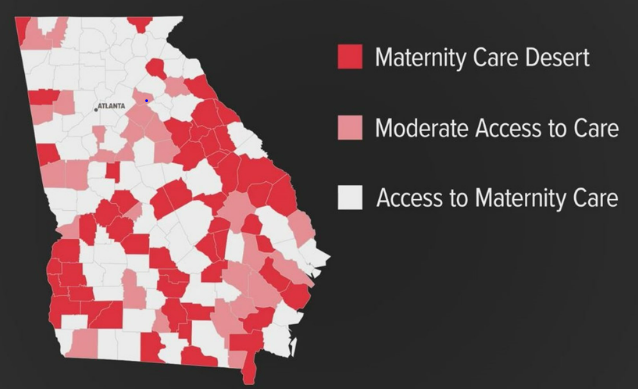 Maternity Care Desert
ATLANTA
Moderate Access to Care
Access to Maternity Care